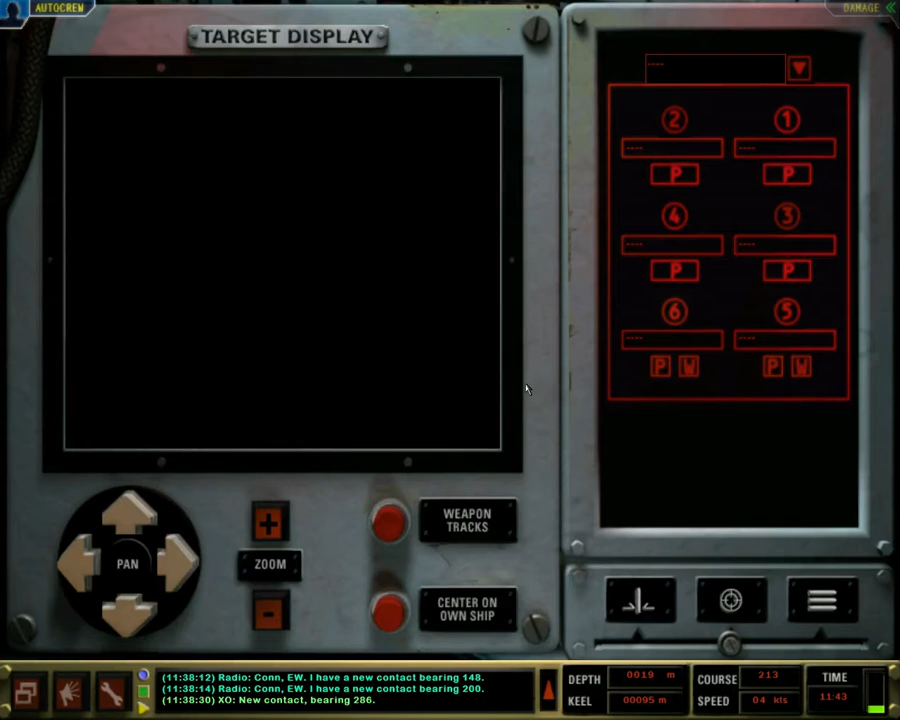 AUTOCREW
DAMAGE
TARGET DISPLAY
----
2 1
---- ----
P P
4 3
---- ----
P P
6 5
---- ----
P W P W
PAN
+
ZOOM
-
WEAPON
TRACKS
CENTER ON
OWN SHIP
(11:38:12) Radio: Conn, EW. I have a new contact bearing 148.
(11:38:14) Radio: Conn, EW. I have a new contact bearing 200.
(11:38:30) XO: New contact, bearing 286.
DEPTH 0019 m
KEEL 00095 m
COURSE 213
SPEED 04 kts
TIME
11:43